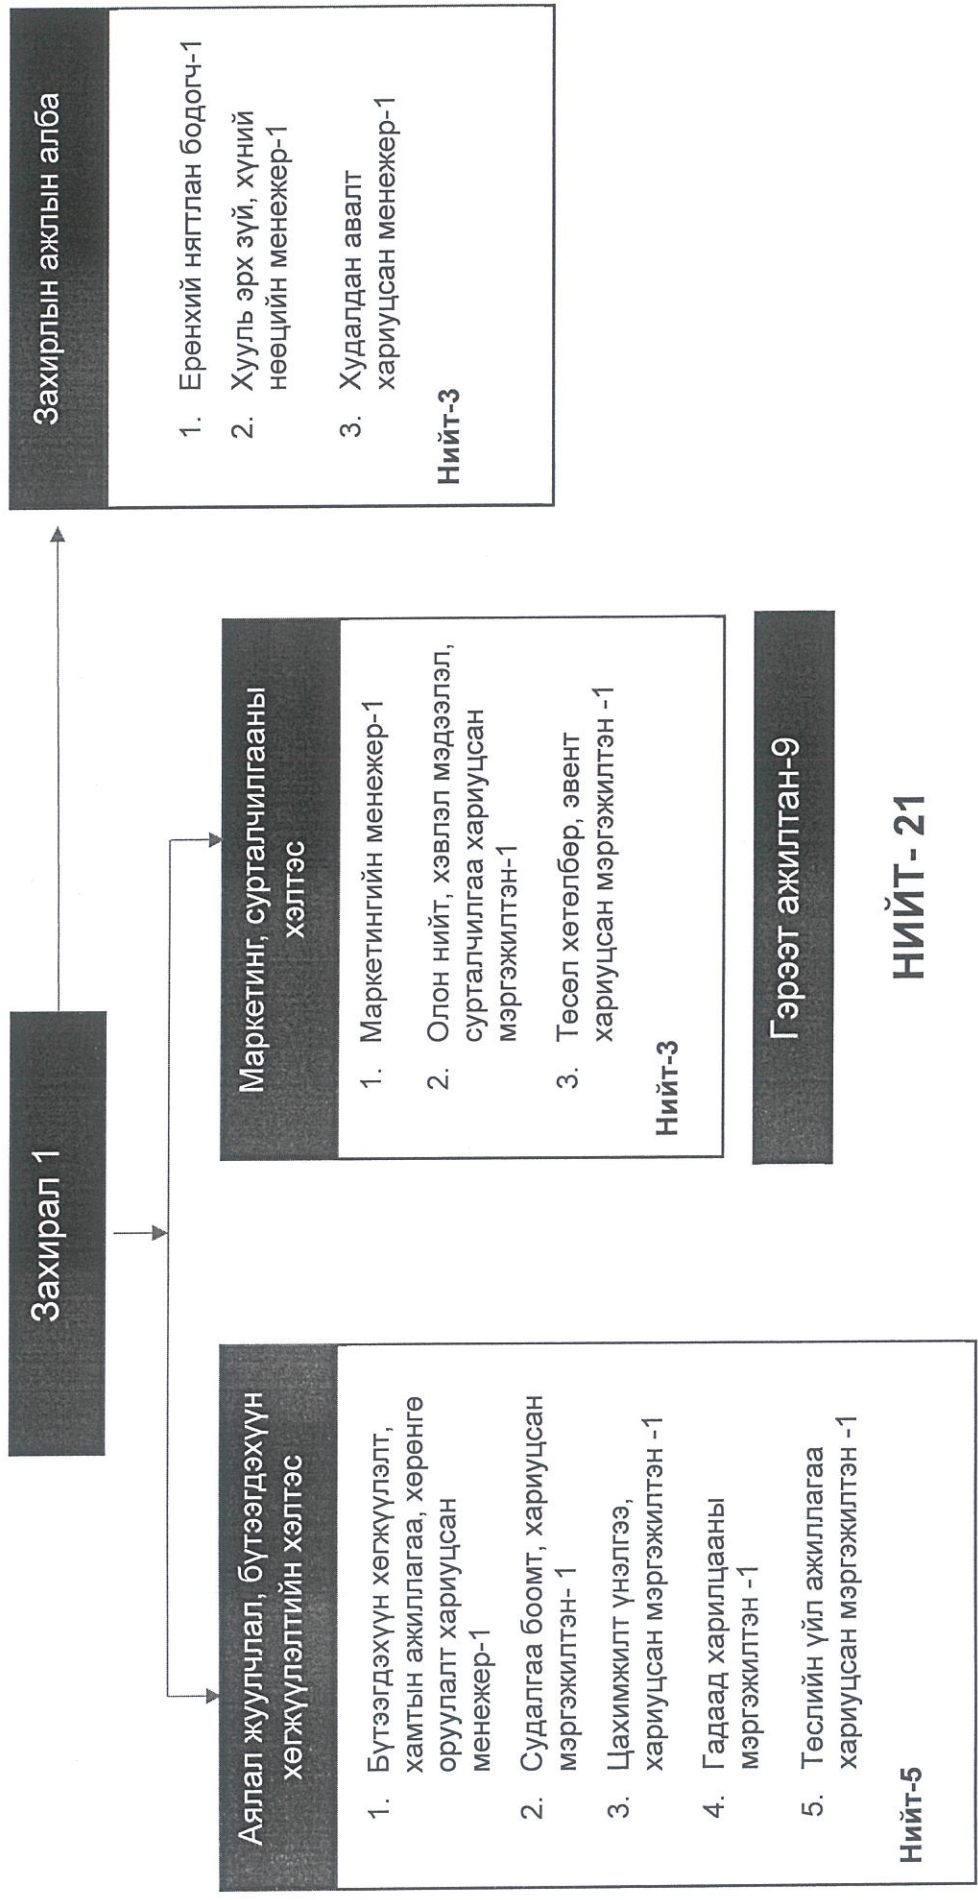 Захирал 1
Захирлын ажлын алба
1. Ерөнхий нягтлан бодогч-1
2. Хууль эрх зүй, хүний
нөөцийн менежер-1
3. Худалдан авалт
хариуцсан менежер-1
Нийт-3
Аялал жуулчлал, бүтээгдэхүүн
хөгжүүлэлтийн хэлтэс
1. Бүтээгдэхүүн хөгжүүлэлт,
хамтын ажиллагаа, хөрөнгө
оруулалт хариуцсан
менежер-1
2. Судалгаа боомт, хариуцсан
мэргэжилтэн- 1
3. Цахимжилт үнэлгээ,
хариуцсан мэргэжилтэн -1
4. Гадаад харилцааны
мэргэжилтэн -1
5. Төслийн үйл ажиллагаа
хариуцсан мэргэжилтэн -1
Нийт-5
Маркетинг, сурталчилгааны
хэлтэс
1. Маркетингийн менежер-1
2. Олон нийт, хэвлэл мэдээлэл,
сурталчилгаа хариуцсан
мэргэжилтэн-1
3. Төсөл хөтөлбөр, эвент
хариуцсан мэргэжилтэн -1
Нийт-3
Гэрээт ажилтан-9
НИЙТ- 21